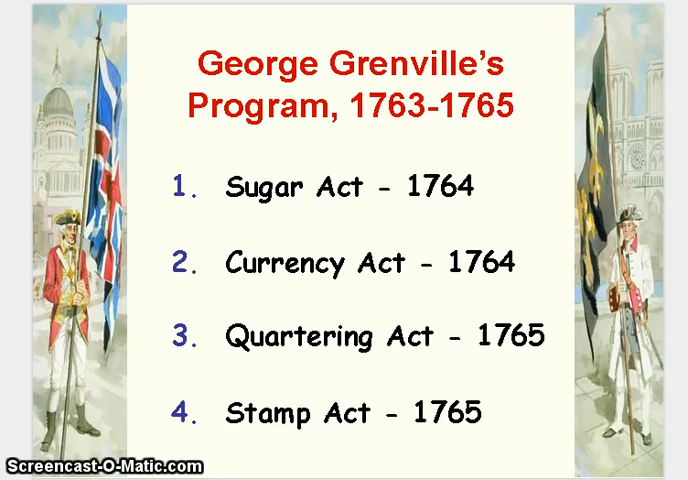 George Grenville's
Program, 1763-1765
1. Sugar Act - 1764
2. Currency Act - 1764
3. Quartering Act - 1765
4. Stamp Act - 1765
Screencast-O-Matic.com